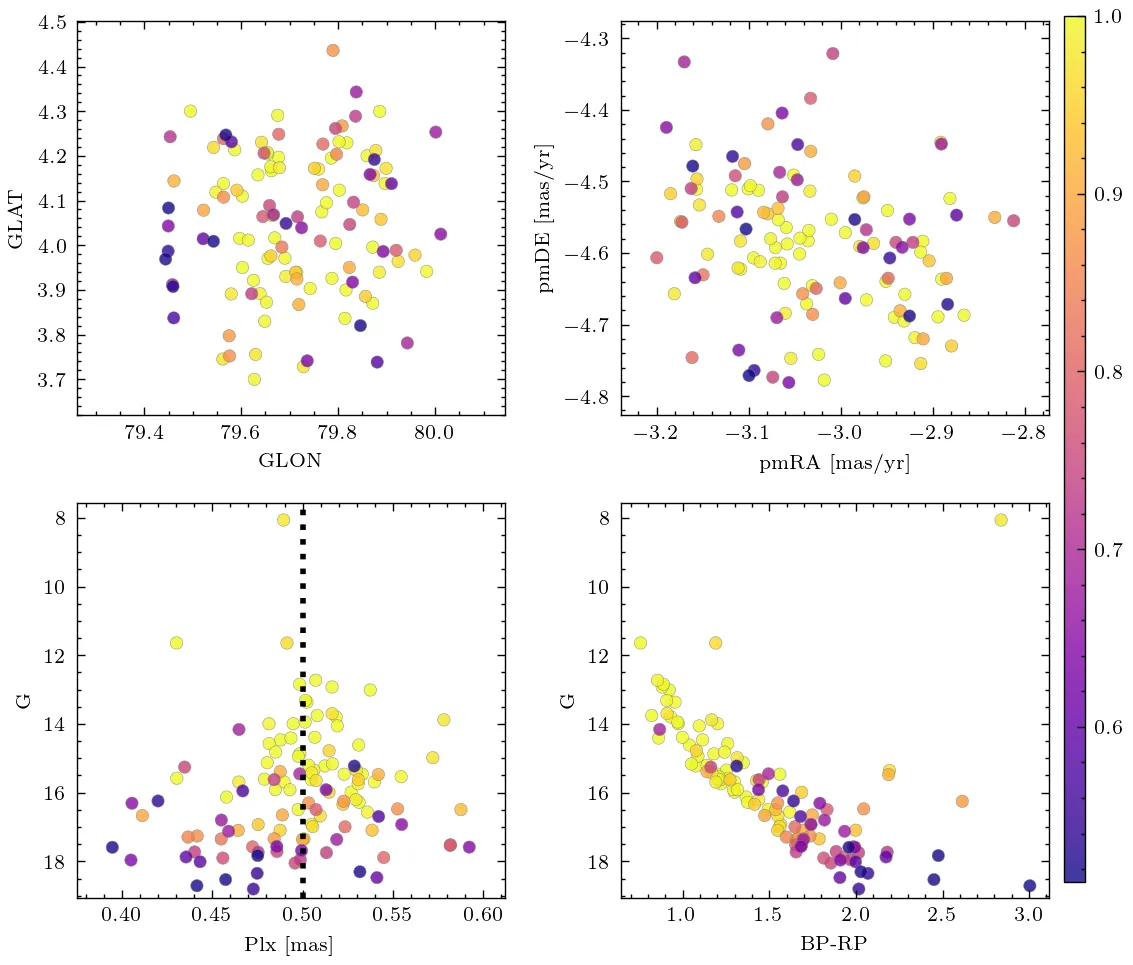 4.5
4.4
4.3
4.2
4.1
4.0
3.9
3.8
3.7
GLAT
79.4 79.6 79.8 80.0
GLON
−4.3
−4.4
−4.5
−4.6
−4.7
−4.8
pmDE [mas/yr]
−3.2 −3.1 −3.0 −2.9 −2.8
pmRA [mas/yr]
1.0
0.9
0.8
0.7
0.6
8
10
12
14
16
18
G
0.40 0.45 0.50 0.55 0.60
Plx [mas]
8
10
12
14
16
18
G
1.0 1.5 2.0 2.5 3.0
BP-RP